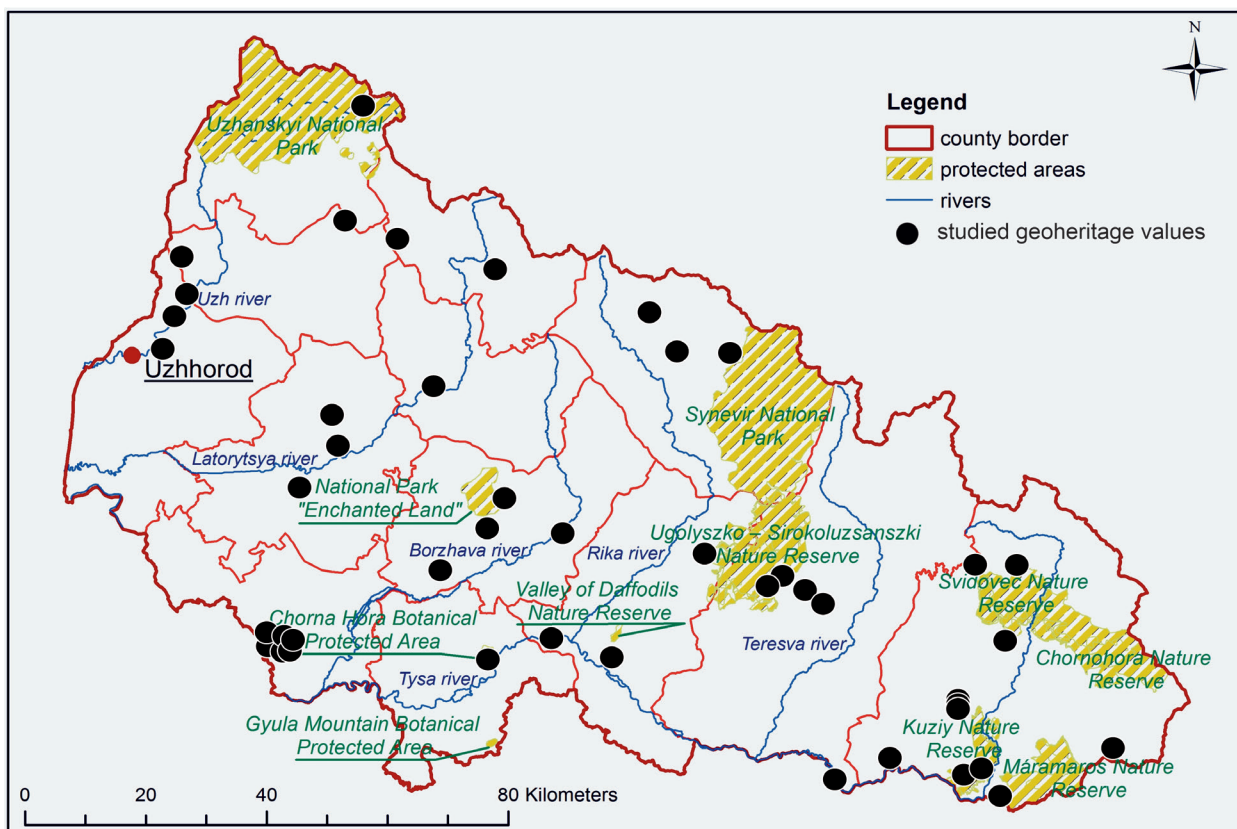 N
Legend
county border
protected areas
rivers
studied geoheritage values
Uzhanskyi National
Park
Uzh river
Uzhhorod
Latorytsya river
National Park
"Enchanted Land"
Synevir National
Park
Borzhava river
Rika river
Ugolyszko – Sirokoluzsanszki
Nature Reserve
Valley of Daffodils
Nature Reserve
Svidovec Nature
Reserve
Chorna Hora Botanical
Protected Area
Teresva river
Chornohora Nature
Reserve
Tysa river
Gyula Mountain Botanical
Protected Area
Kuziy Nature
Reserve
Máramaros Nature
Reserve
0 20 40 80 Kilometers